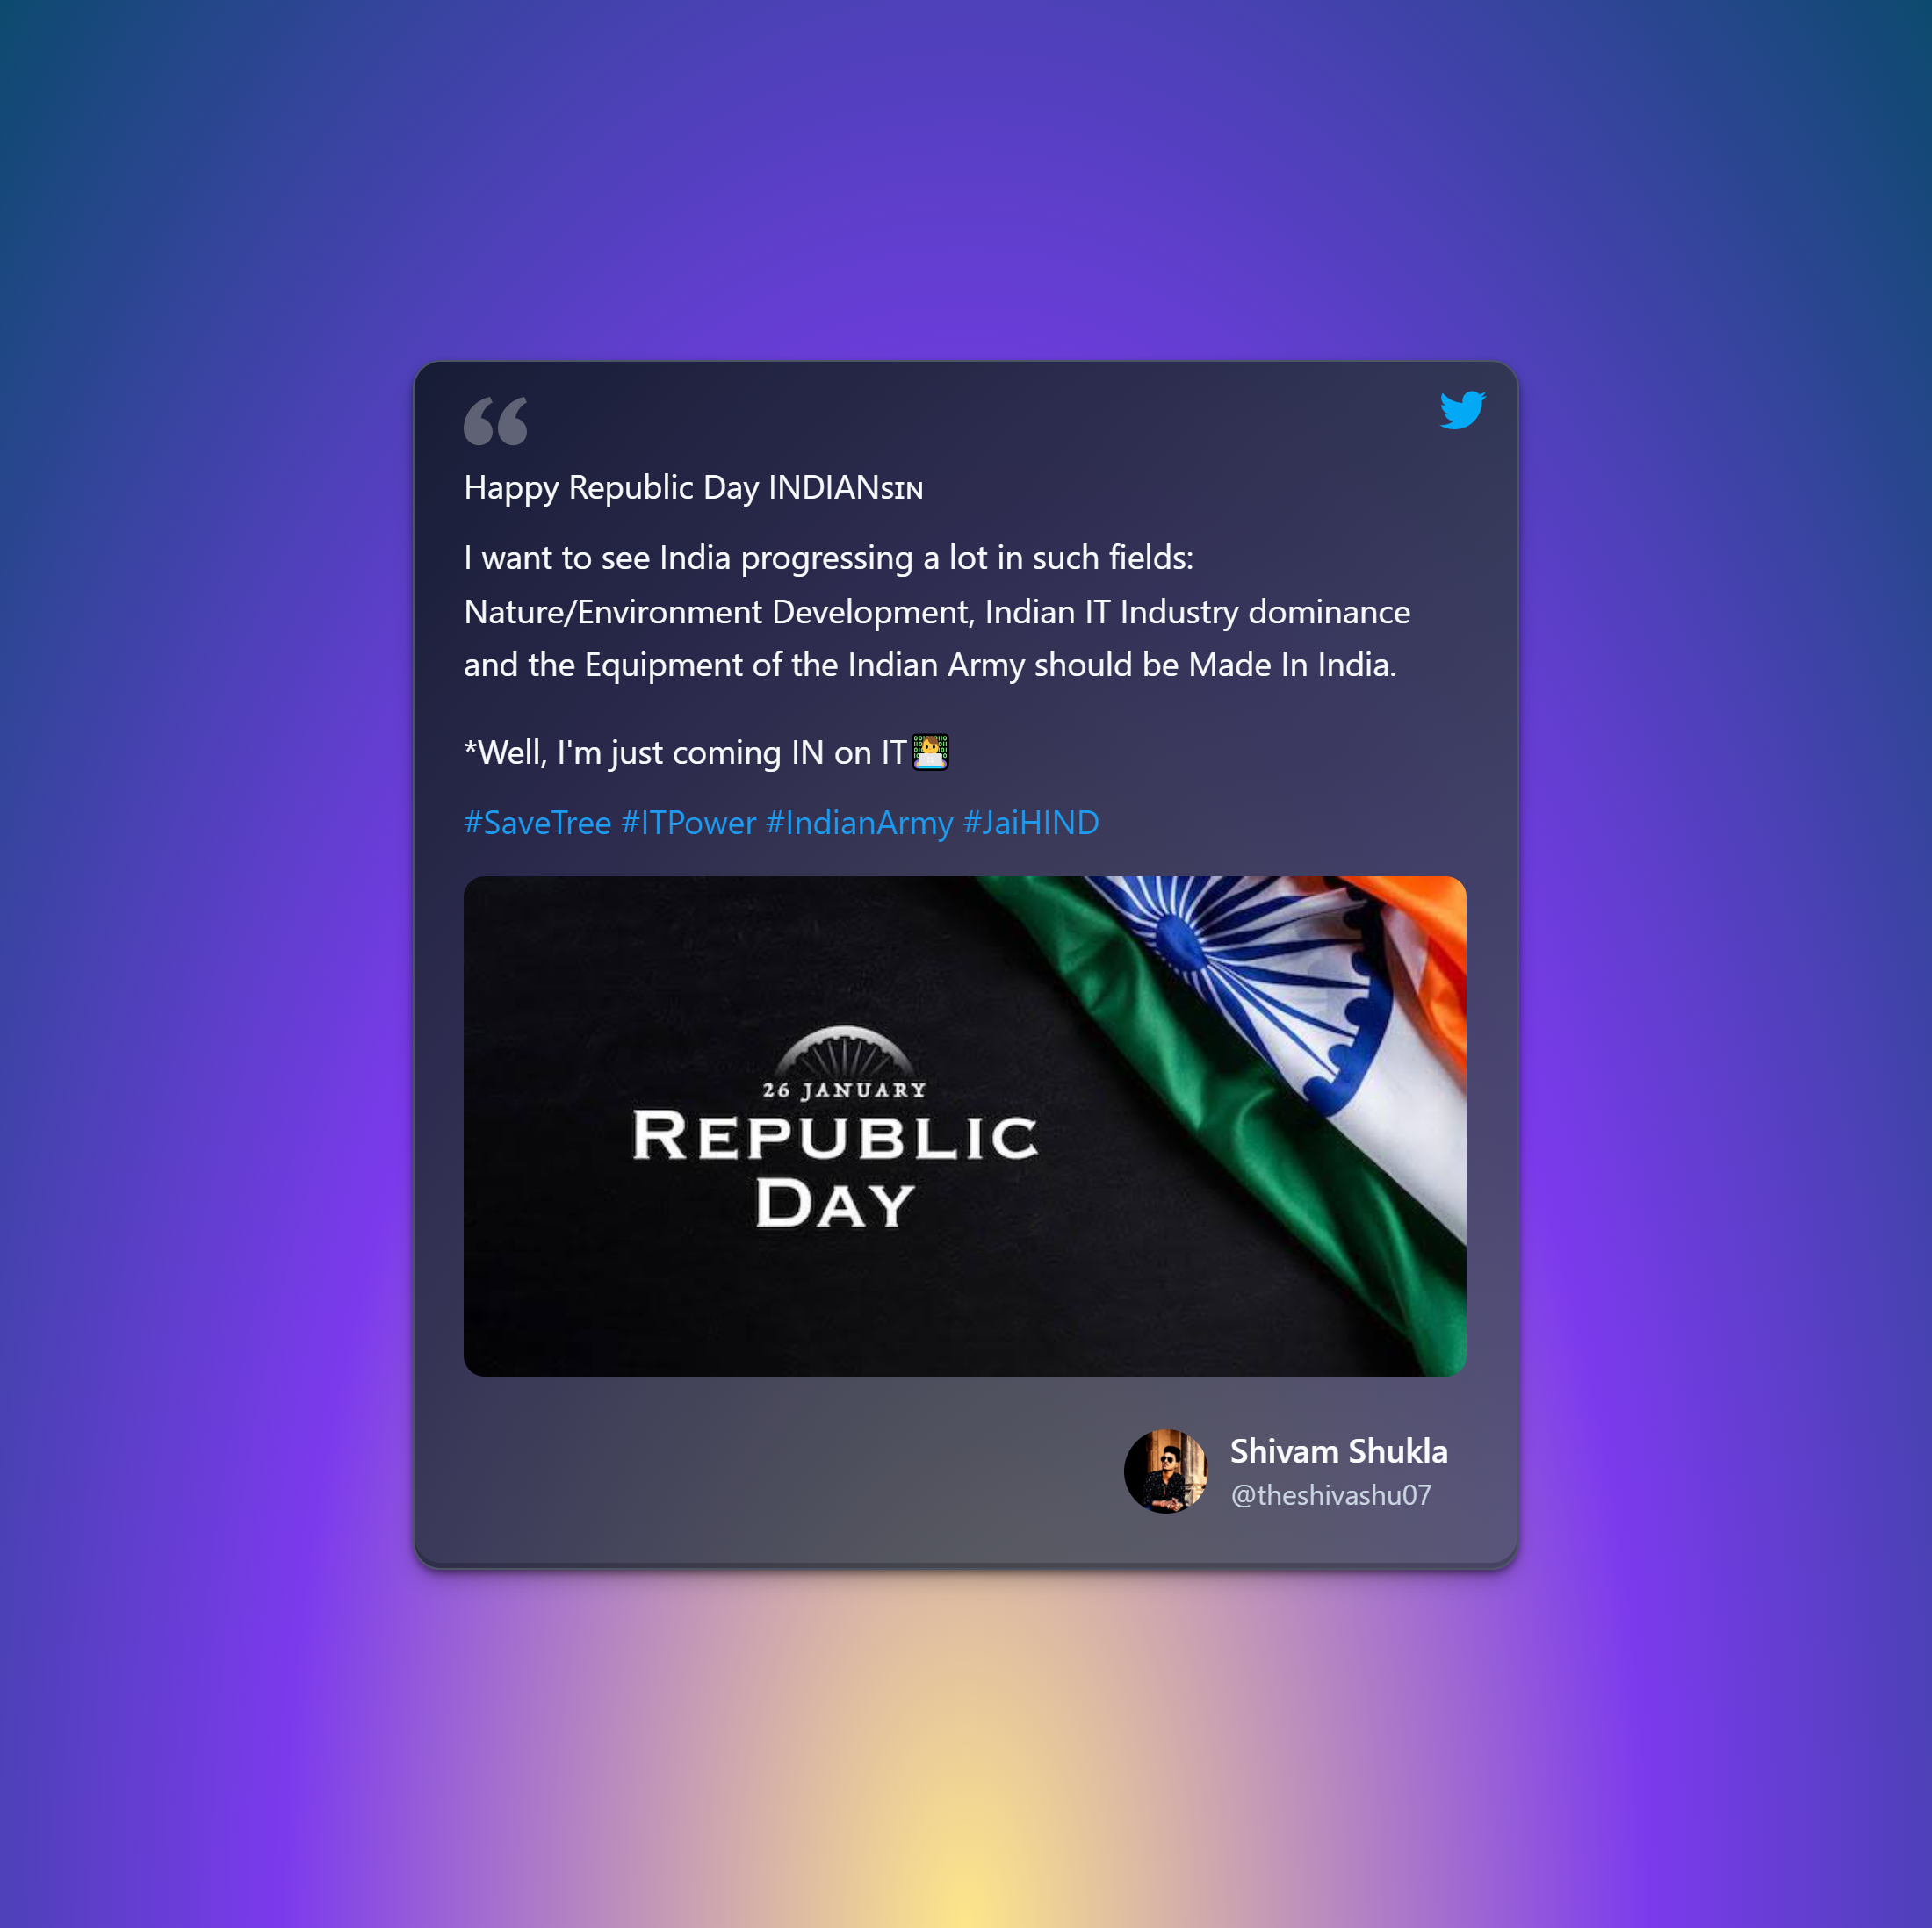 Happy Republic Day INDIANsɪɴ
I want to see India progressing a lot in such fields:
Nature/Environment Development, Indian IT Industry dominance
and the Equipment of the Indian Army should be Made In India.
*Well, I'm just coming IN on IT👨‍💻
#SaveTree #ITPower #IndianArmy #JaiHIND
26 JANUARY
REPUBLIC
DAY
Shivam Shukla
@theshivashu07